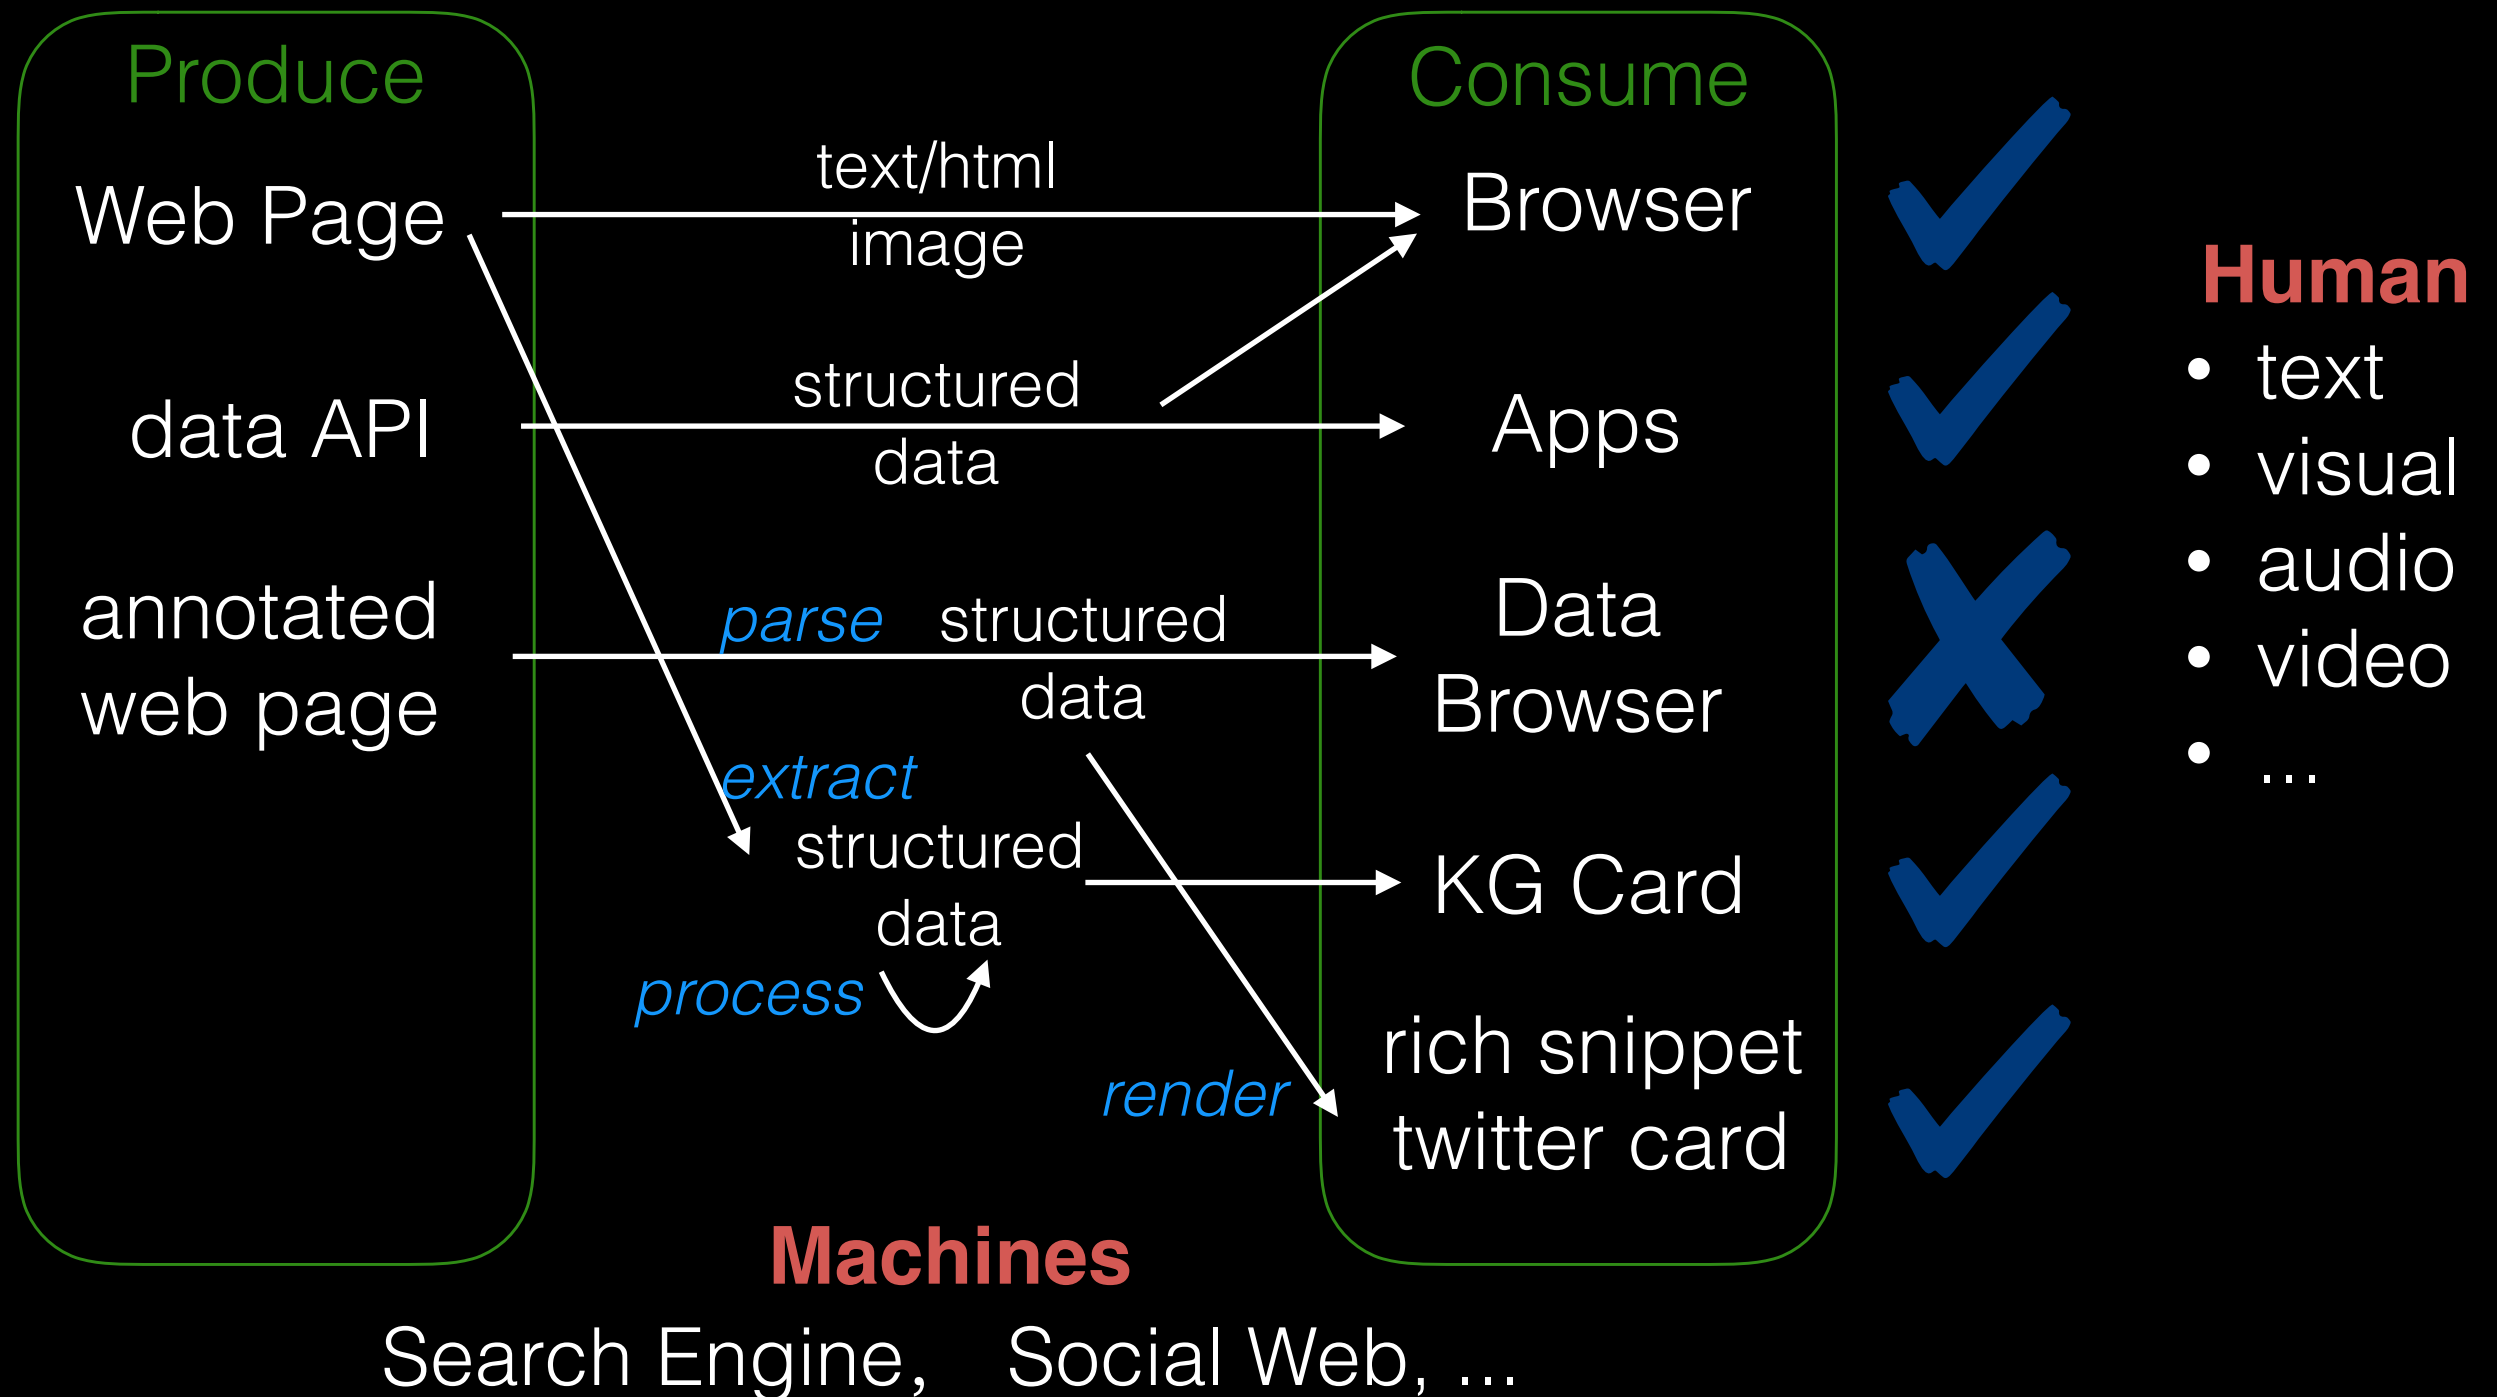 Produce
Web Page
data API
annotated
web page
text/html
image
structured
data
parse structured
data
extract
structured
data
process
render
Consume
Browser
Apps
Data
Browser
KG Card
rich snippet
twitter card
Human
• text
• visual
• audio
• video
• ...
Machines
Search Engine, Social Web, ...